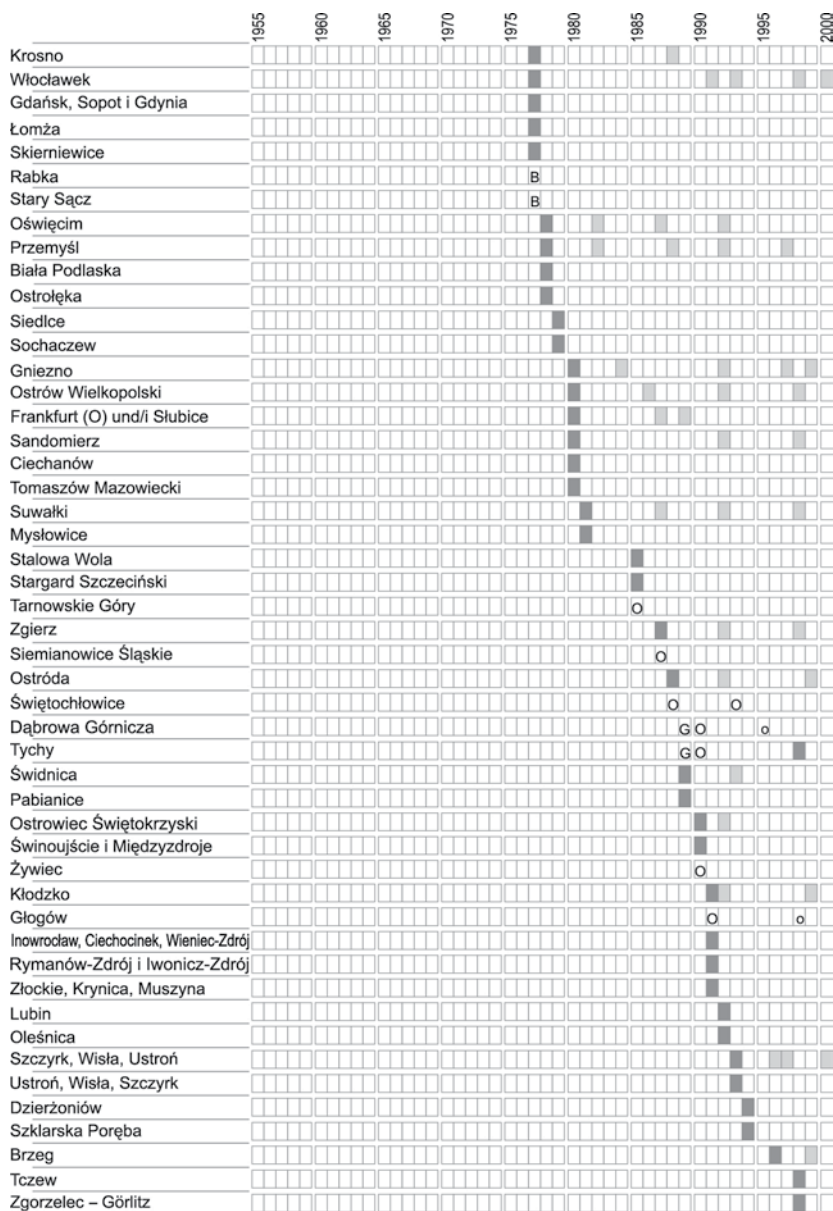 1955 1960 1965 1970 1975 1980 1985 1990 1995 2000
Krosno
Włocławek
Gdańsk, Sopot i Gdynia
Łomża
Skierniewice
Rabka B
Stary Sącz B
Oświęcim
Przemyśl
Biała Podlaska
Ostrołęka
Siedlce
Sochaczew
Gniezno
Ostrów Wielkopolski
Frankfurt (O) und/i Słubice
Sandomierz
Ciechanów
Tomaszów Mazowiecki
Suwałki
Mysłowice
Stalowa Wola
Stargard Szczeciński
Tarnowskie Góry O
Zgierz
Siemianowice Śląskie O
Ostróda
Świętochłowice O O
Dąbrowa Górnicza G O o
Tychy G O
Świdnica
Pabianice
Ostrowiec Świętokrzyski
Świnoujście i Międzyzdroje
Żywiec O
Kłodzko
Głogów O o
Inowrocław, Ciechocinek, Wieniec-Zdrój
Rymanów-Zdrój i Iwonicz-Zdrój
Złockie, Krynica, Muszyna
Lubin
Oleśnica
Szczyrk, Wisła, Ustroń
Ustroń, Wisła, Szczyrk
Dzierżoniów
Szklarska Poręba
Brzeg
Tczew
Zgorzelec – Görlitz